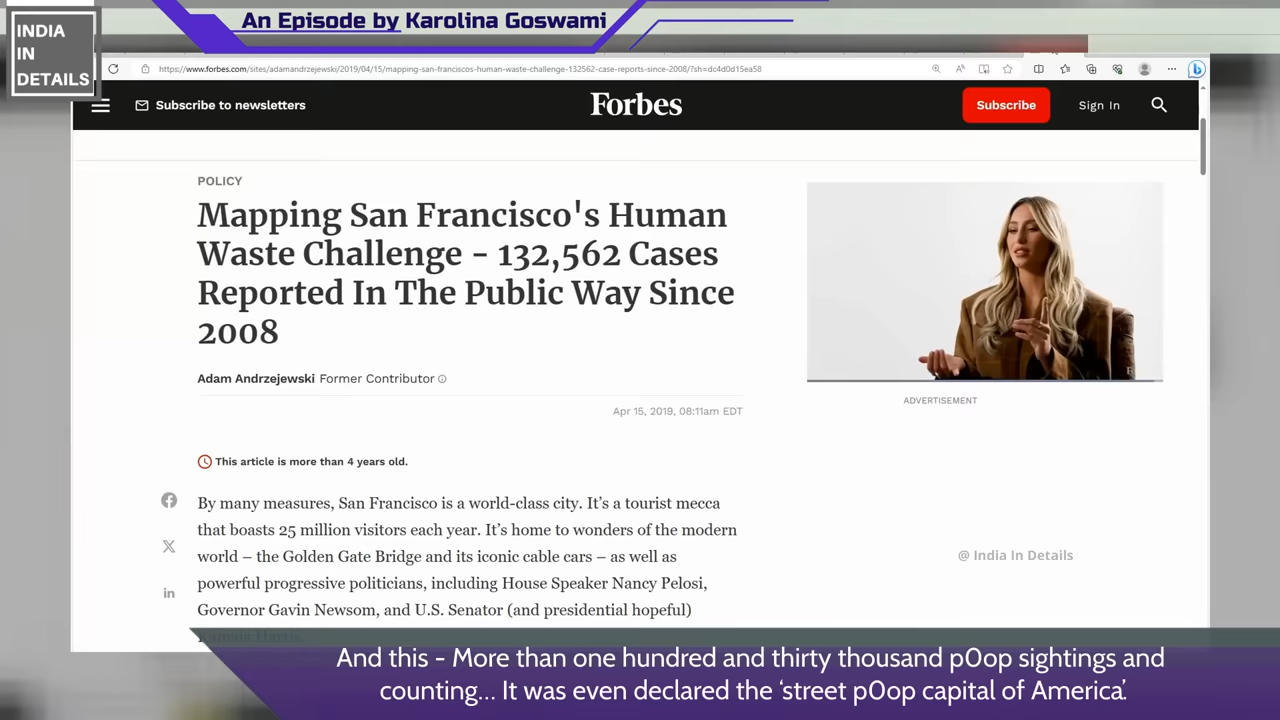 An Episode by Karolina Goswami
INDIA
IN
DETAILS
https://www.forbes.com/sites/adamandrzejewski/2019/04/15/mapping-san-franciscos-human-waste-challenge-132562-case-reports-since-2008/?sh=dc4d0d15ea58
Subscribe to newsletters
Forbes
Subscribe
Sign In
POLICY
Mapping San Francisco's Human
Waste Challenge - 132,562 Cases
Reported In The Public Way Since
2008
Adam Andrzejewski Former Contributor
Apr 15, 2019, 08:11am EDT
ADVERTISEMENT
This article is more than 4 years old.
By many measures, San Francisco is a world-class city. It's a tourist mecca
that boasts 25 million visitors each year. It's home to wonders of the modern
world – the Golden Gate Bridge and its iconic cable cars – as well as
powerful progressive politicians, including House Speaker Nancy Pelosi,
Governor Gavin Newsom, and U.S. Senator (and presidential hopeful)
Kamala Harris.
@ India In Details
And this - More than one hundred and thirty thousand p0op sightings and
counting... It was even declared the ‘street p0op capital of America’.